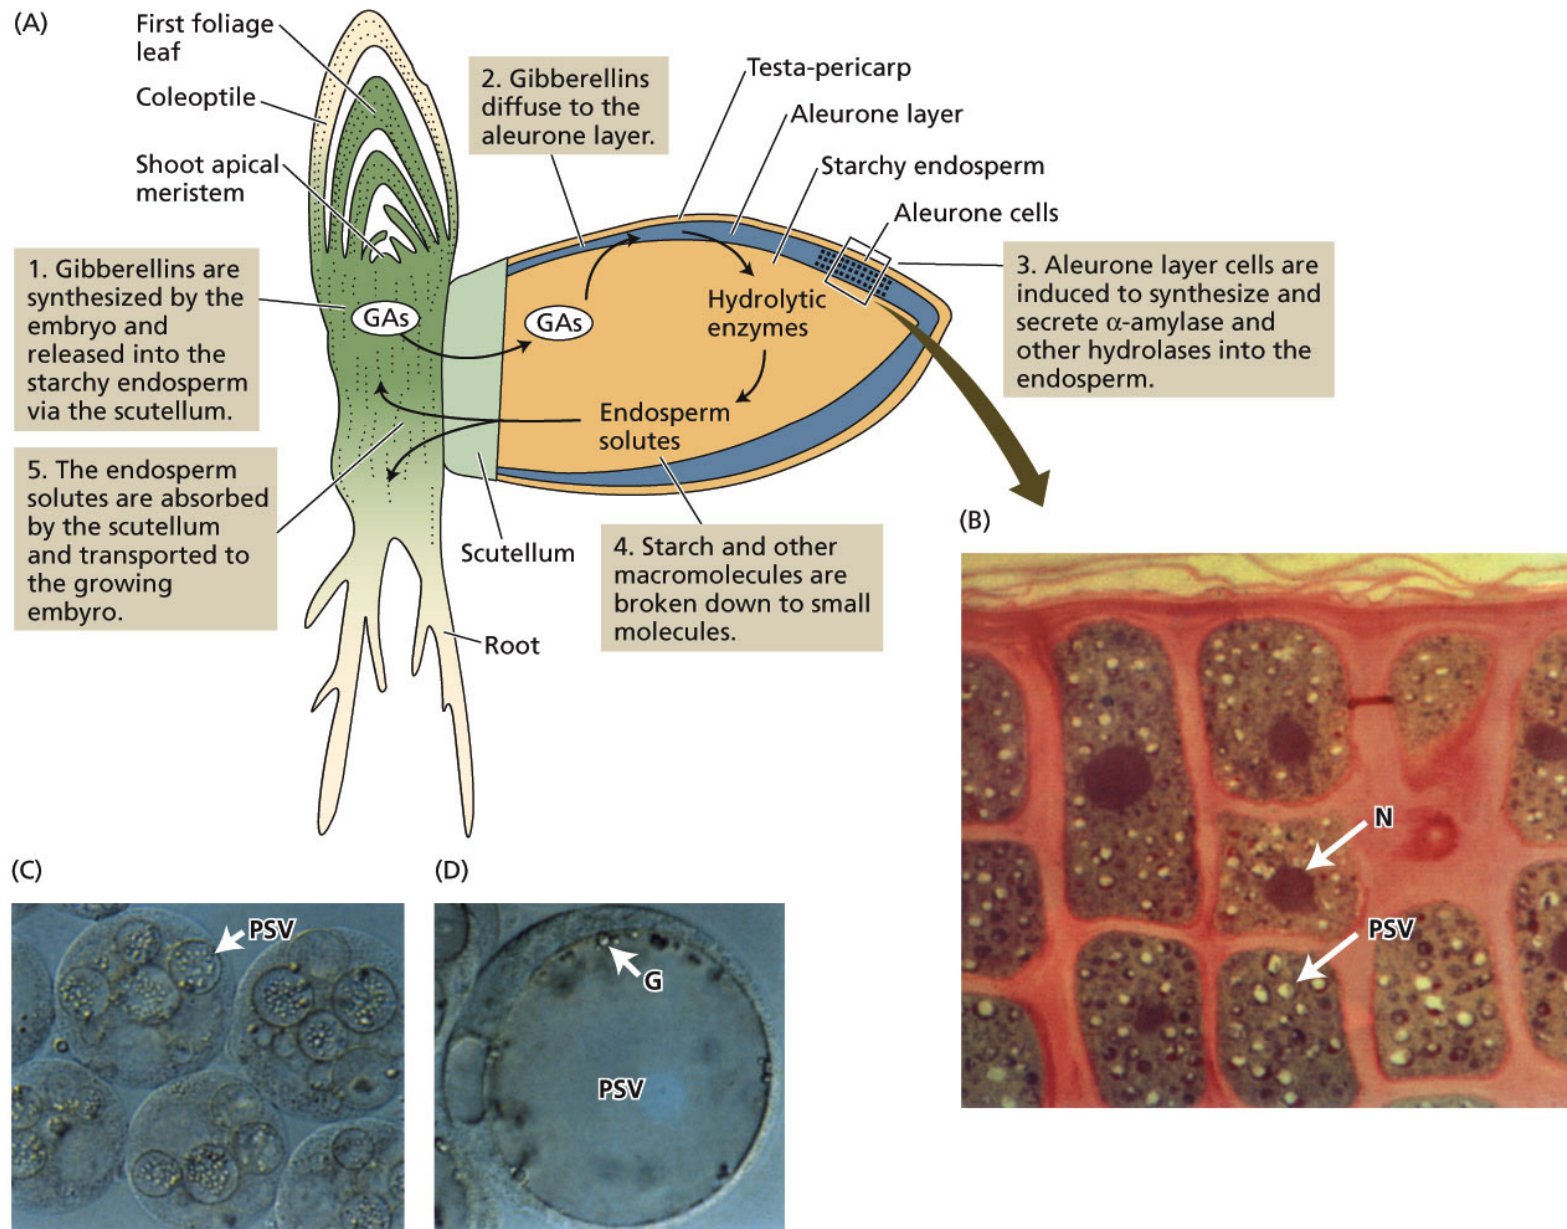 (A)
First foliage
leaf
Coleoptile
Shoot apical
meristem
2. Gibberellins
diffuse to the
aleurone layer.
Testa-pericarp
Aleurone layer
Starchy endosperm
Aleurone cells
1. Gibberellins are
synthesized by the
embryo and
released into the
starchy endosperm
via the scutellum.
GAs
GAs
Hydrolytic
enzymes
3. Aleurone layer cells are
induced to synthesize and
secrete α-amylase and
other hydrolases into the
endosperm.
Endosperm
solutes
5. The endosperm
solutes are absorbed
by the scutellum
and transported to
the growing
embyro.
Scutellum
4. Starch and other
macromolecules are
broken down to small
molecules.
Root
(B)
N
PSV
(C)
PSV
(D)
G
PSV